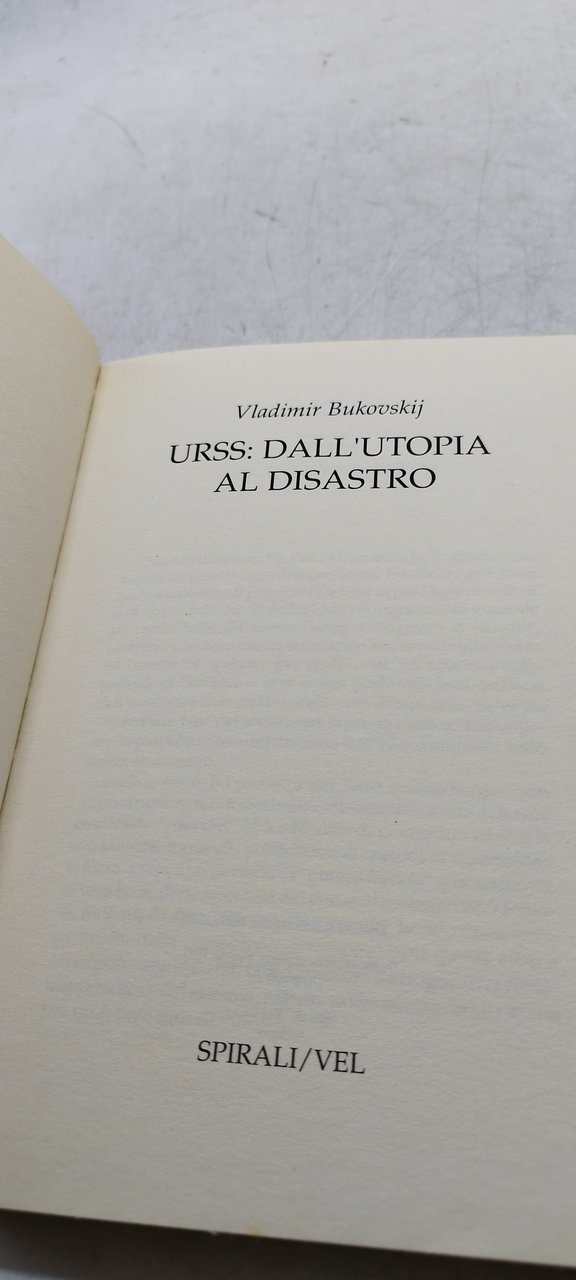 Vladimir Bukovskij
URSS: DALL'UTOPIA
AL DISASTRO
SPIRALI/VEL